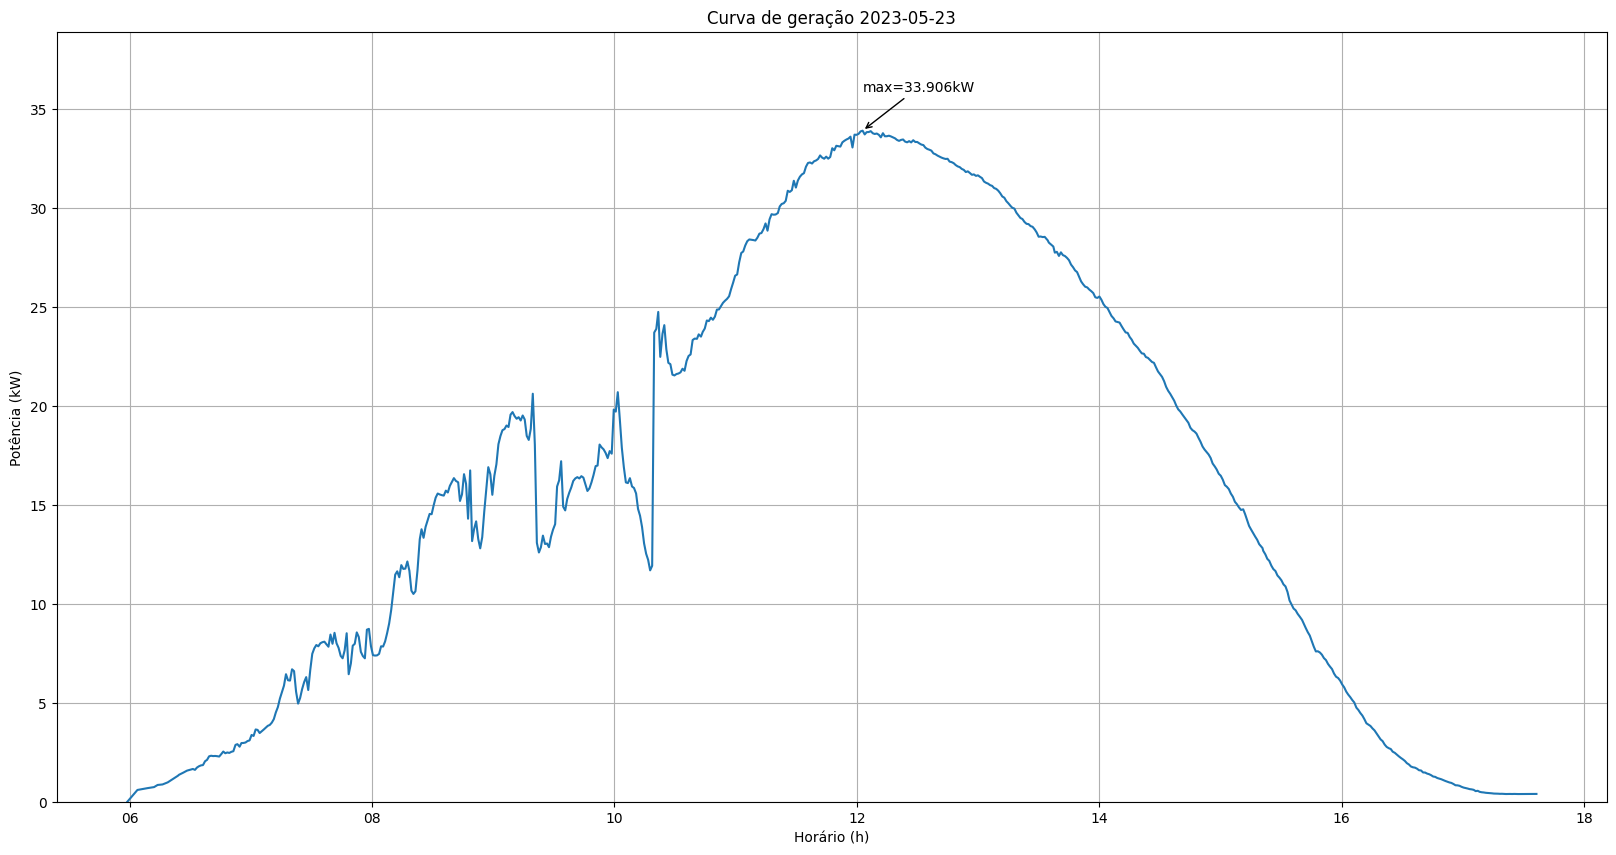 Curva de geração 2023-05-23
max=33.906kW
Potência (kW)
35
30
25
20
15
10
5
0
06 08 10 12 14 16 18
Horário (h)